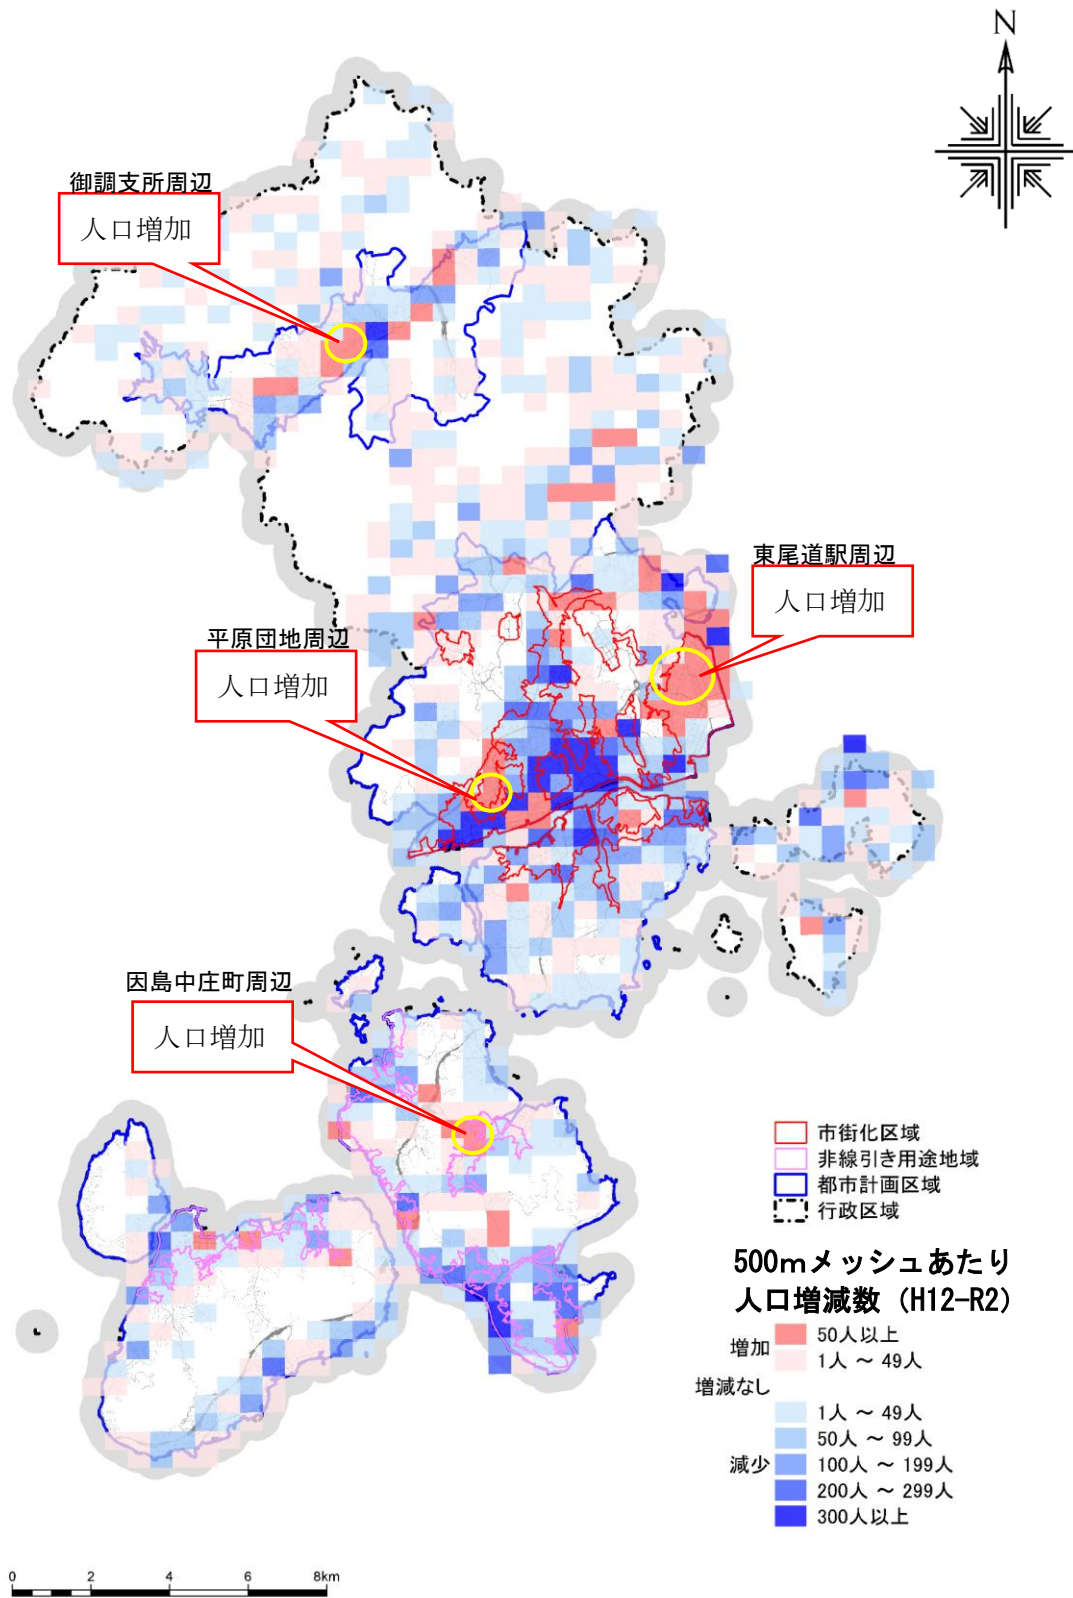 N
御調支所周辺
人口増加
東尾道駅周辺
人口増加
平原団地周辺
人口増加
因島中庄町周辺
人口増加
市街化区域
非線引き用途地域
都市計画区域
行政区域
500mメッシュあたり
人口増減数（H12-R2）
増加
50人以上
1人 ～ 49人
増減なし
減少
1人 ～ 49人
50人 ～ 99人
100人 ～ 199人
200人 ～ 299人
300人以上
0 2 4 6 8km